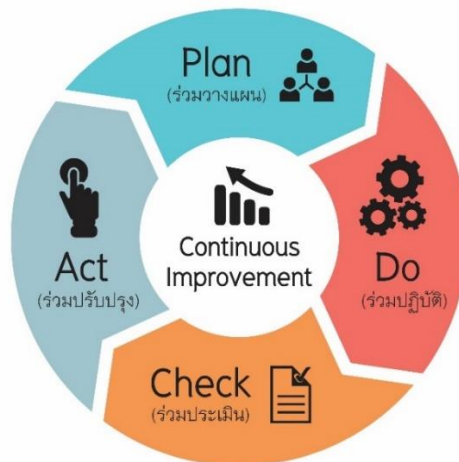 Plan
(ร่วมวางแผน)
Do
(ร่วมปฏิบัติ)
Check
(ร่วมประเมิน)
Act
(ร่วมปรับปรุง)
Continuous
Improvement